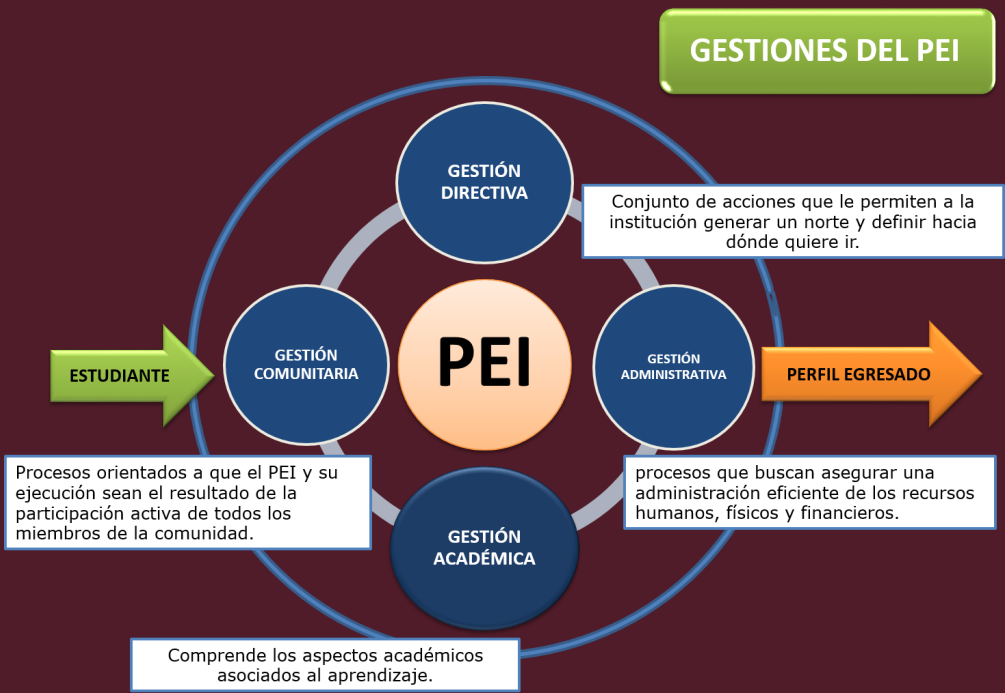 GESTIONES DEL PEI
GESTIÓN
DIRECTIVA
Conjunto de acciones que le permiten a la
institución generar un norte y definir hacia
dónde quiere ir.
ESTUDIANTE
GESTIÓN
COMUNITARIA
PEI
GESTIÓN
ADMINISTRATIVA
PERFIL EGRESADO
Procesos orientados a que el PEI y su
ejecución sean el resultado de la
participación activa de todos los
miembros de la comunidad.
procesos que buscan asegurar una
administración eficiente de los recursos
humanos, físicos y financieros.
GESTIÓN
ACADÉMICA
Comprende los aspectos académicos
asociados al aprendizaje.